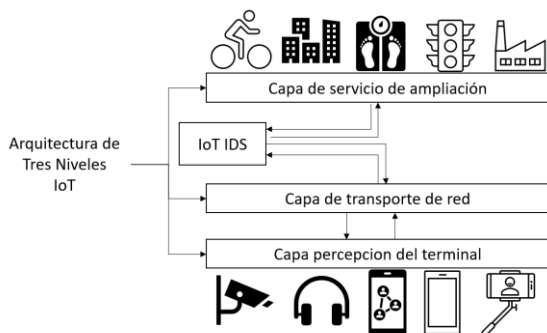 Capa de servicio de ampliación
IoT IDS
Arquitectura de
Tres Niveles
IoT
Capa de transporte de red
Capa percepcion del terminal